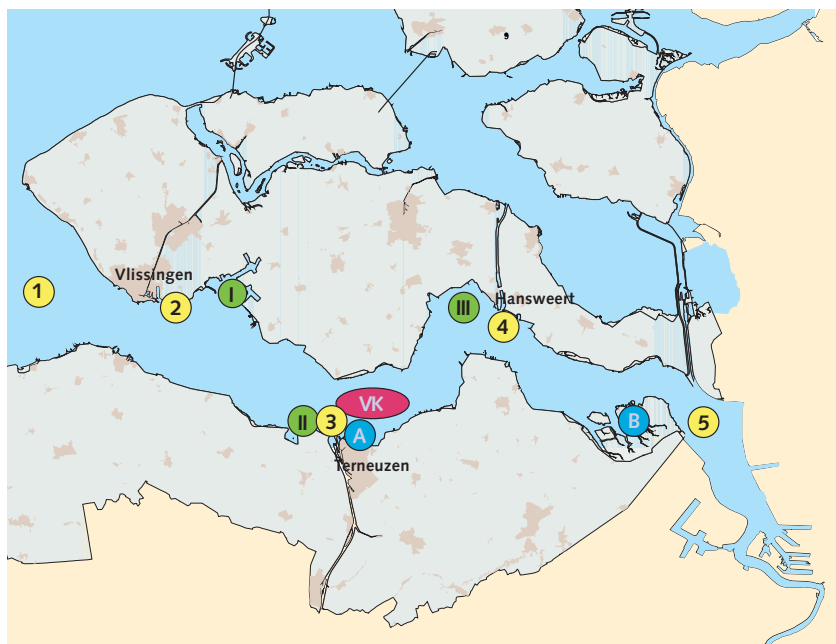 Vlissingen
1
2
I
III
Hansweert
4
VK
II
3
A
B
5
Terneuzen